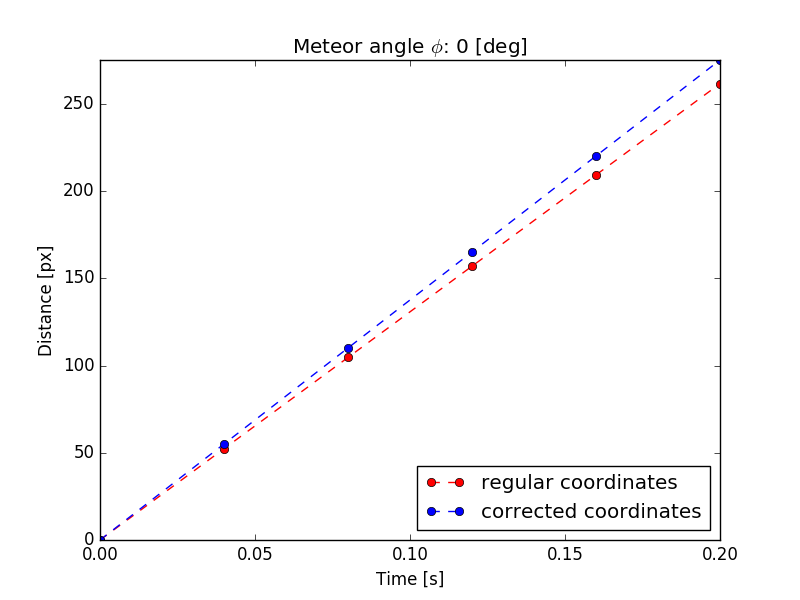 Meteor angle ϕ: 0 [deg]
250
200
150
100
50
0
Distance [px]
regular coordinates
corrected coordinates
0.00 0.05 0.10 0.15 0.20
Time [s]